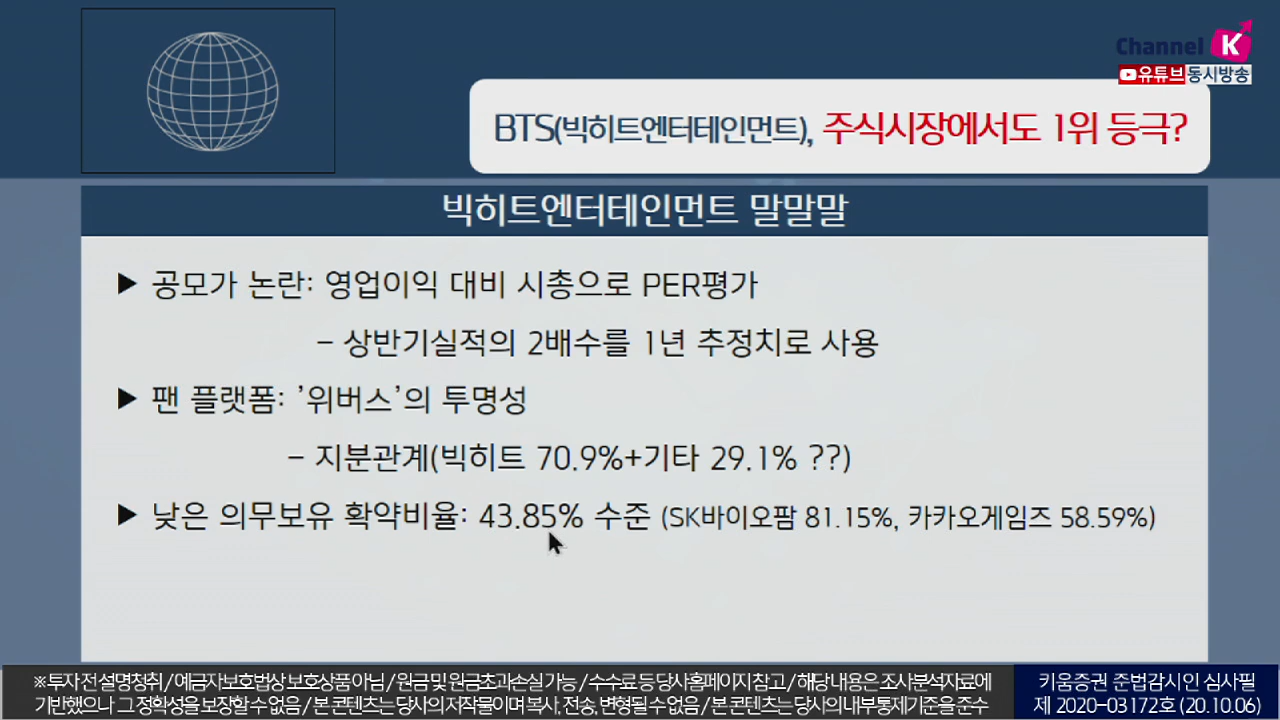 Channel K
유튜브 동시방송
BTS(빅히트엔터테인먼트), 주식시장에서도 1위 등극?
빅히트엔터테인먼트 말말말
▶ 공모가 논란: 영업이익 대비 시총으로 PER평가
– 상반기실적의 2배수를 1년 추정치로 사용
▶ 팬 플랫폼: '위버스'의 투명성
– 지분관계(빅히트 70.9%+기타 29.1% ??)
▶ 낮은 의무보유 확약비율: 43.85% 수준 (SK바이오팜 81.15%, 카카오게임즈 58.59%)
※ 투자 전 설명청취 / 예금자보호법상 보호상품 아님 / 원금 및 원금초과손실 가능 / 수수료 등 당사홈페이지 참고 / 해당 내용은 조사분석자료에
기반했으나 그 정확성을 보장할 수 없음 / 본 콘텐츠는 당사의 저작물이며 복사, 전송, 변형될 수 없음 / 본 콘텐츠는 당사의 내부통제기준을 준수
키움증권 준법감시인 심사필
제 2020-03172호 (20.10.06)